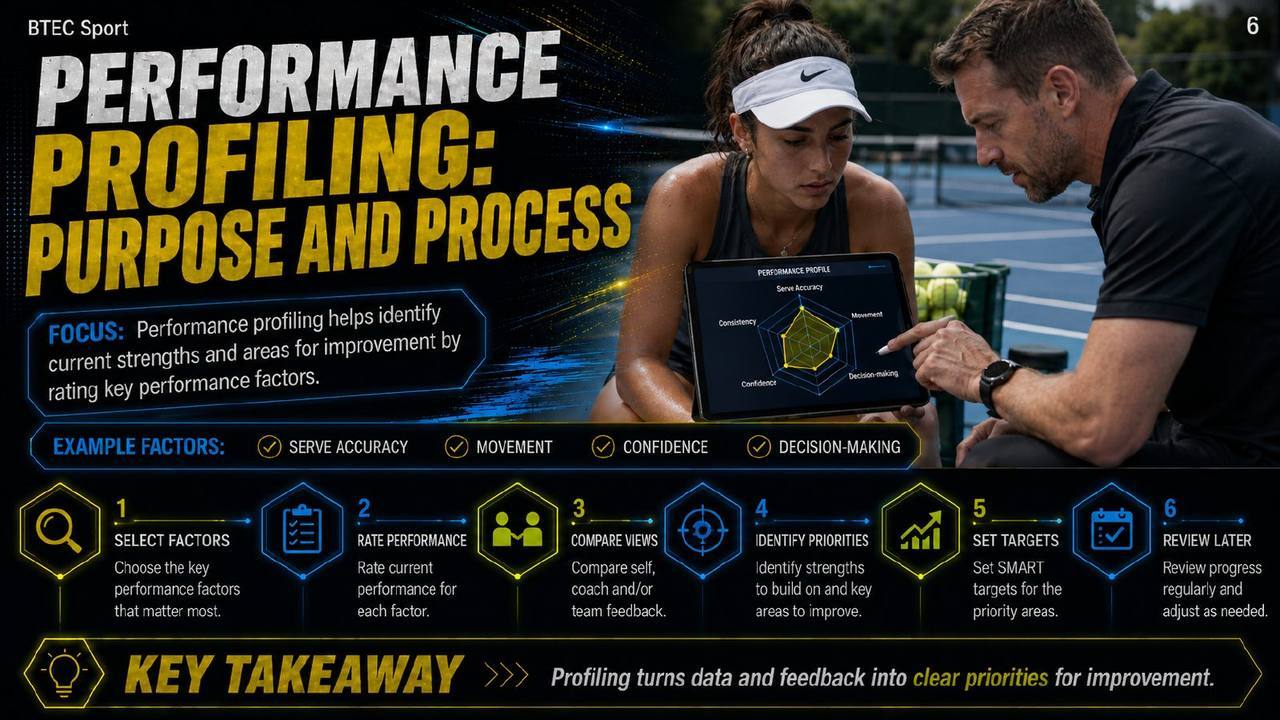 BTEC Sport
6
PERFORMANCE
PROFILING:
PURPOSE AND PROCESS
FOCUS: Performance profiling helps identify
current strengths and areas for improvement by
rating key performance factors.
PERFORMANCE PROFILE
Serve Accuracy
Consistency
Movement
Confidence
Decision-making
EXAMPLE FACTORS: SERVE ACCURACY MOVEMENT CONFIDENCE DECISION-MAKING
1
SELECT FACTORS
Choose the key
performance factors
that matter most.
2
RATE PERFORMANCE
Rate current
performance for
each factor.
3
COMPARE VIEWS
Compare self,
coach and/or
team feedback.
4
IDENTIFY PRIORITIES
Identify strengths
to build on and key
areas to improve.
5
SET TARGETS
Set SMART
targets for the
priority areas.
6
REVIEW LATER
Review progress
regularly and
adjust as needed.
KEY TAKEAWAY
Profiling turns data and feedback into clear priorities for improvement.